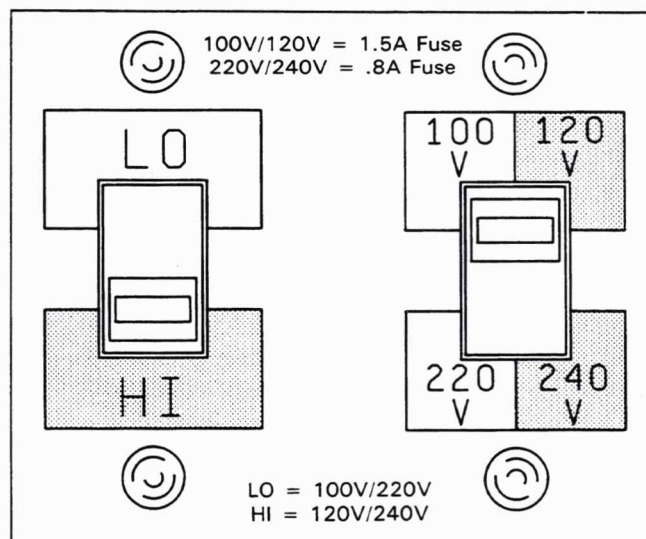 100V/120V = 1.5A Fuse
220V/240V = .8A Fuse
LO
HI
100 V
120 V
220 V
240 V
LO = 100V/220V
HI = 120V/240V